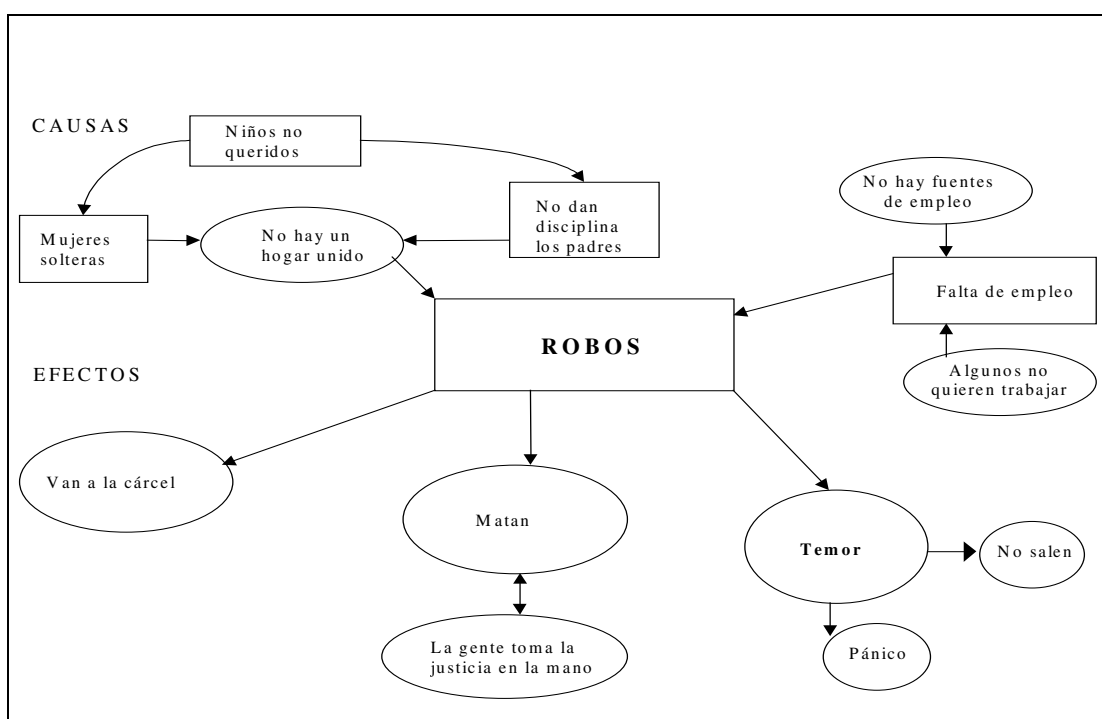 CAUSAS
Niños no
queridos
Mujeres
solteras
No hay un
hogar unido
No dan
disciplina
los padres
No hay fuentes
de empleo
Falta de empleo
Algunos no
quieren trabajar
ROBOS
EFECTOS
Van a la cárcel
Matan
La gente toma la
justicia en la mano
Temor
No salen
Pánico